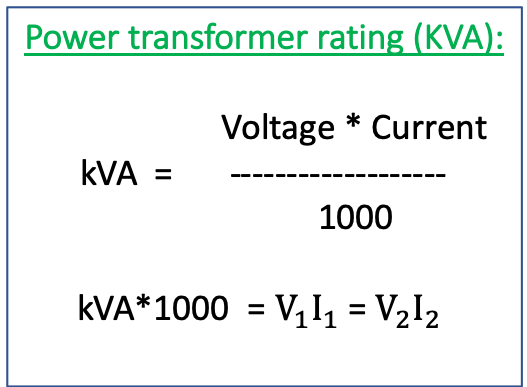 Power transformer rating (KVA):
Voltage * Current
kVA = -------------------
1000
kVA*1000 = V₁I₁ = V₂I₂